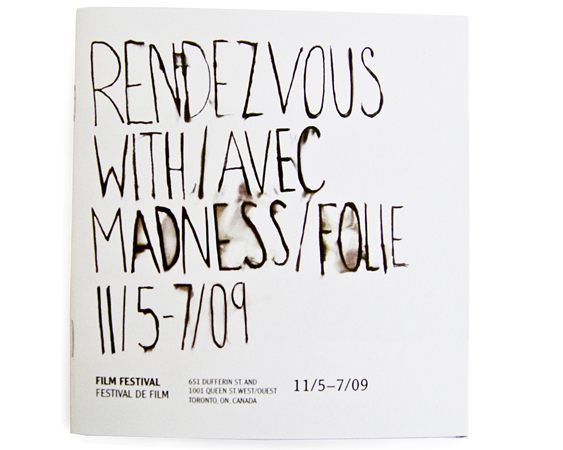 RENDEZVOUS
WITH/AVEC
MADNESS/FOLIE
11/5-7/09
FILM FESTIVAL
FESTIVAL DE FILM
651 DUFFERIN ST. AND
1001 QUEEN ST. WEST/OUEST
TORONTO, ON, CANADA
11/5–7/09